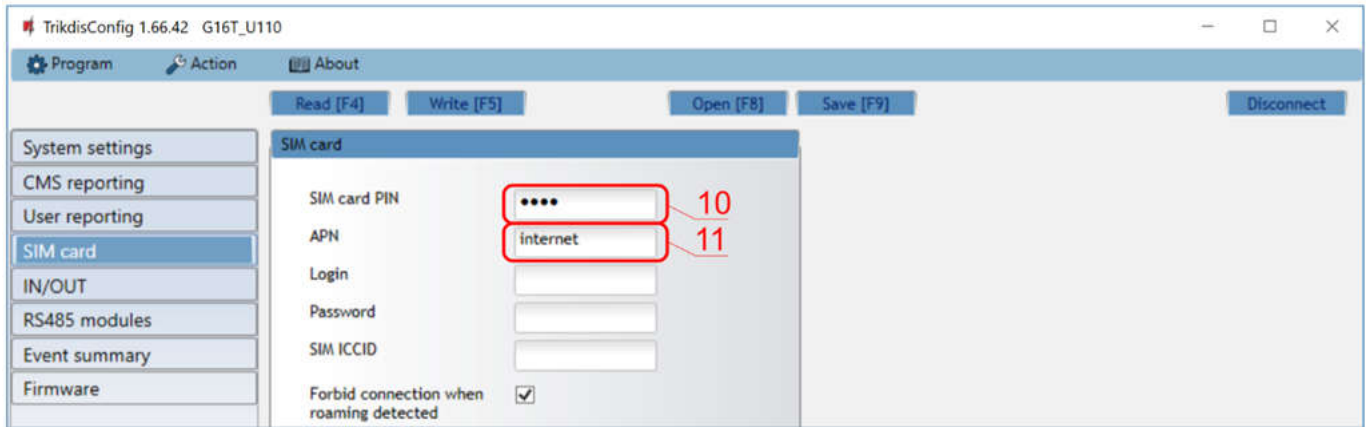 TrikdisConfig 1.66.42 G16T_U110
Program Action About
Read [F4] Write [F5] Open [F8] Save [F9] Disconnect
System settings
CMS reporting
User reporting
SIM card
IN/OUT
RS485 modules
Event summary
Firmware
SIM card
SIM card PIN •••• 10
APN internet 11
Login
Password
SIM ICCID
Forbid connection when
roaming detected